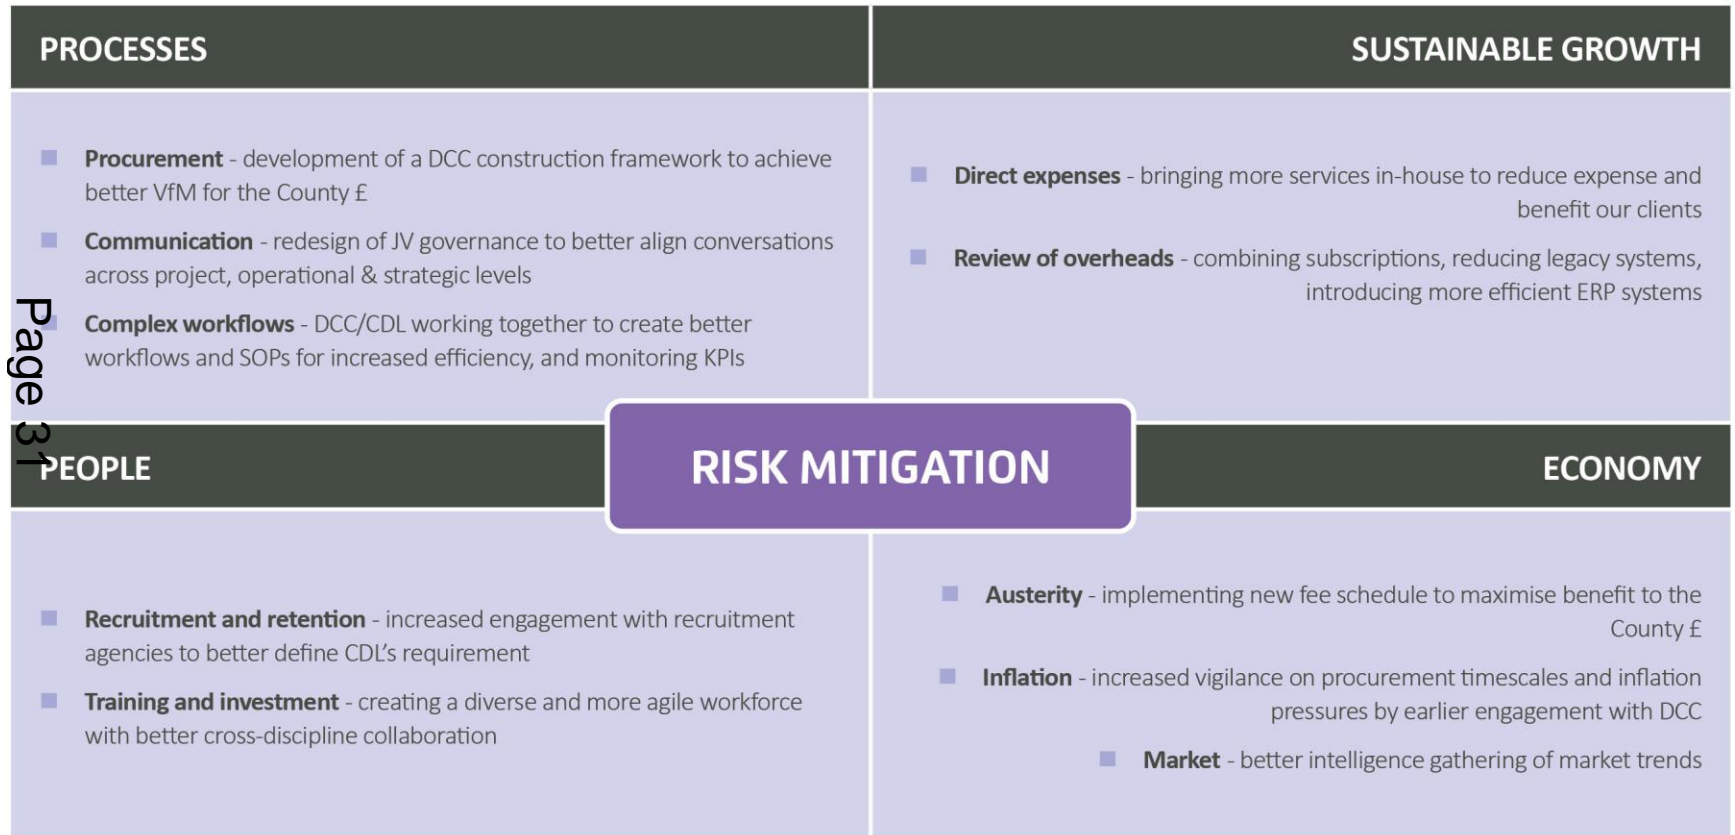 PROCESSES
Procurement - development of a DCC construction framework to achieve
better VfM for the County £
Communication - redesign of JV governance to better align conversations
across project, operational & strategic levels
Complex workflows - DCC/CDL working together to create better
workflows and SOPs for increased efficiency, and monitoring KPIs
SUSTAINABLE GROWTH
Direct expenses - bringing more services in-house to reduce expense and
benefit our clients
Review of overheads - combining subscriptions, reducing legacy systems,
introducing more efficient ERP systems
Page 31
RISK MITIGATION
PEOPLE
Recruitment and retention - increased engagement with recruitment
agencies to better define CDL's requirement
Training and investment - creating a diverse and more agile workforce
with better cross-discipline collaboration
ECONOMY
Austerity - implementing new fee schedule to maximise benefit to the
County £
Inflation - increased vigilance on procurement timescales and inflation
pressures by earlier engagement with DCC
Market - better intelligence gathering of market trends